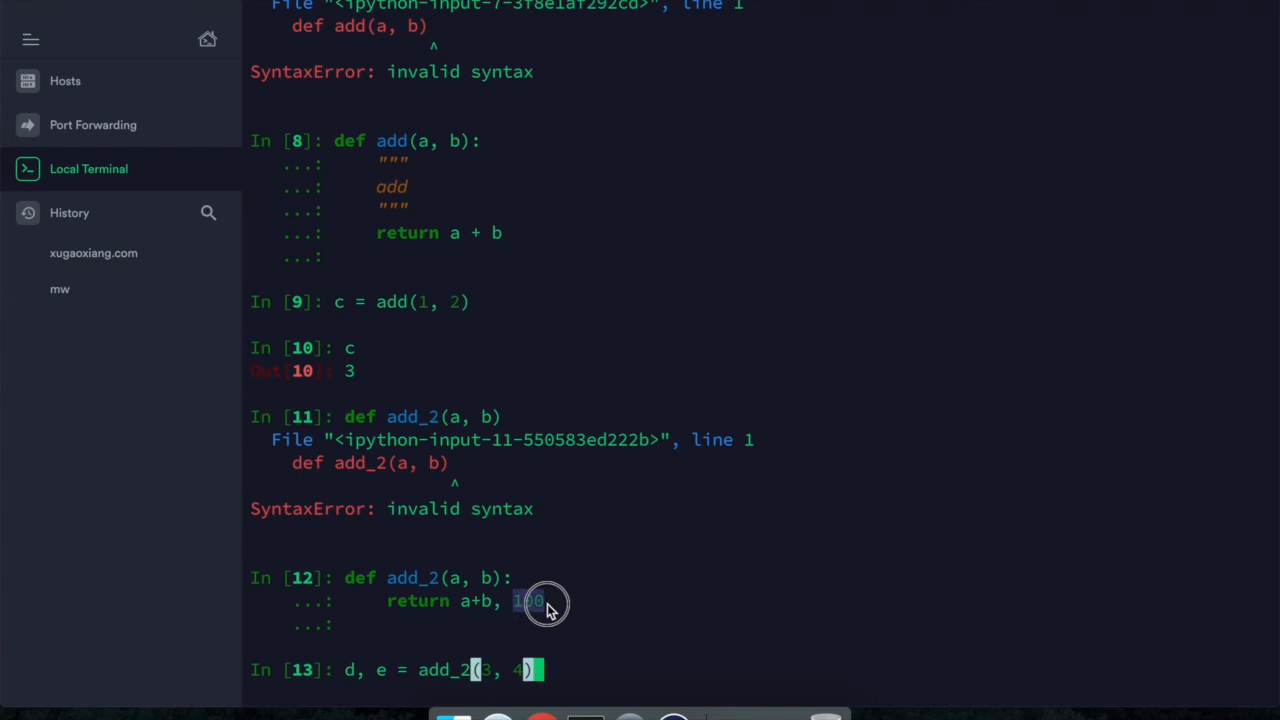 File "<ipython-input-7-3f8e1af292cd>", line 1
def add(a, b)
^
SyntaxError: invalid syntax
Hosts
Port Forwarding
Local Terminal
History
xugaoxiang.com
mw
In [8]: def add(a, b):
...: """
...: add
...: """
...: return a + b
...:
In [9]: c = add(1, 2)
In [10]: c
Out[10]: 3
In [11]: def add_2(a, b)
File "<ipython-input-11-550583ed222b>", line 1
def add_2(a, b)
^
SyntaxError: invalid syntax
In [12]: def add_2(a, b):
...: return a+b, 100
...:
In [13]: d, e = add_2(3, 4)